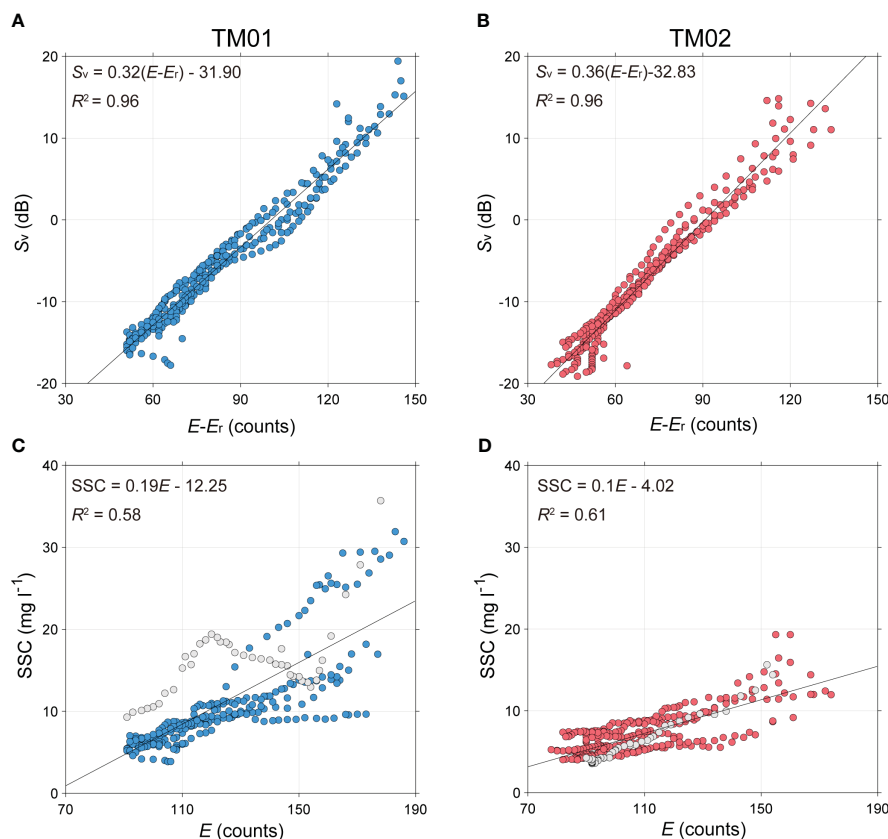 A
TM01
B
TM02
Sv = 0.32(E-Er) - 31.90
R² = 0.96
Sv (dB)
20
10
0
-10
-20
30
60
90
120
150
E-Er (counts)
Sv = 0.36(E-Er)-32.83
R² = 0.96
Sv (dB)
20
10
0
-10
-20
30
60
90
120
150
E-Er (counts)
C
SSC = 0.19E - 12.25
R² = 0.58
SSC (mg l⁻¹)
40
30
20
10
0
70
110
150
190
E (counts)
D
SSC = 0.1E - 4.02
R² = 0.61
SSC (mg l⁻¹)
40
30
20
10
0
70
110
150
190
E (counts)